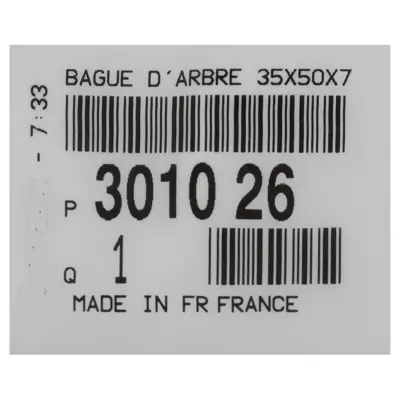 BAGUE D'ARBRE 35X50X7
P 3010 26
Q 1
MADE IN FR FRANCE
- 7:33